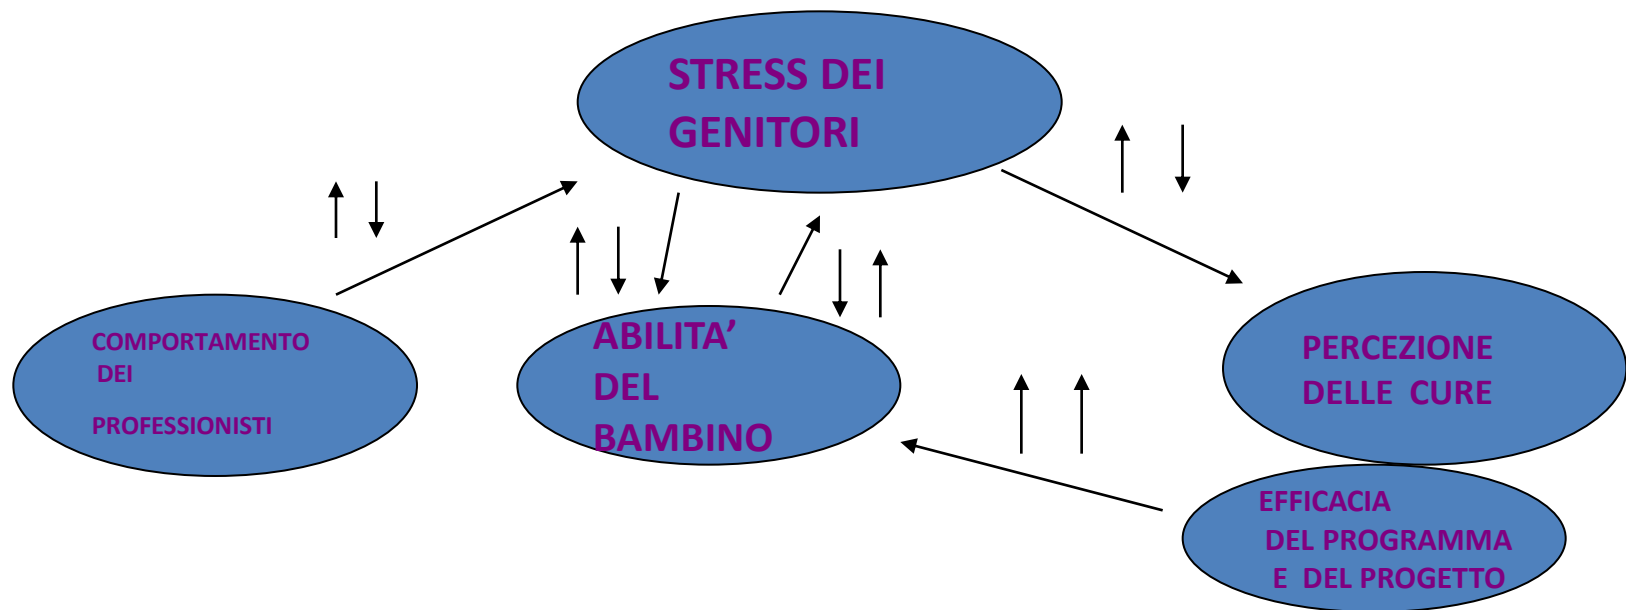 STRESS DEI
GENITORI
COMPORTAMENTO
DEI
PROFESSIONISTI
ABILITA’
DEL
BAMBINO
PERCEZIONE
DELLE CURE
EFFICACIA
DEL PROGRAMMA
E DEL PROGETTO